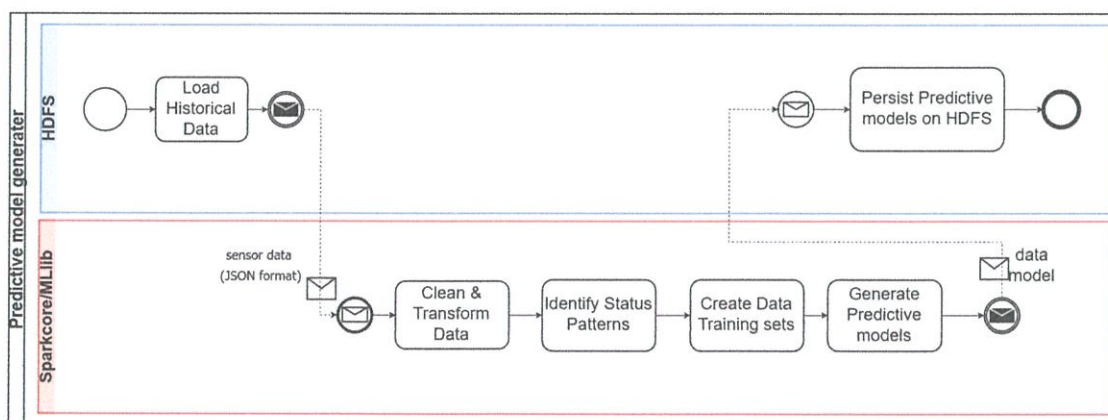 Predictive model generater
HDFS
Load
Historical
Data
Persist Predictive
models on HDFS
Sparkcore/MLlib
sensor data
(JSON format)
Clean &
Transform
Data
Identify Status
Patterns
Create Data
Training sets
Generate
Predictive
models
data
model